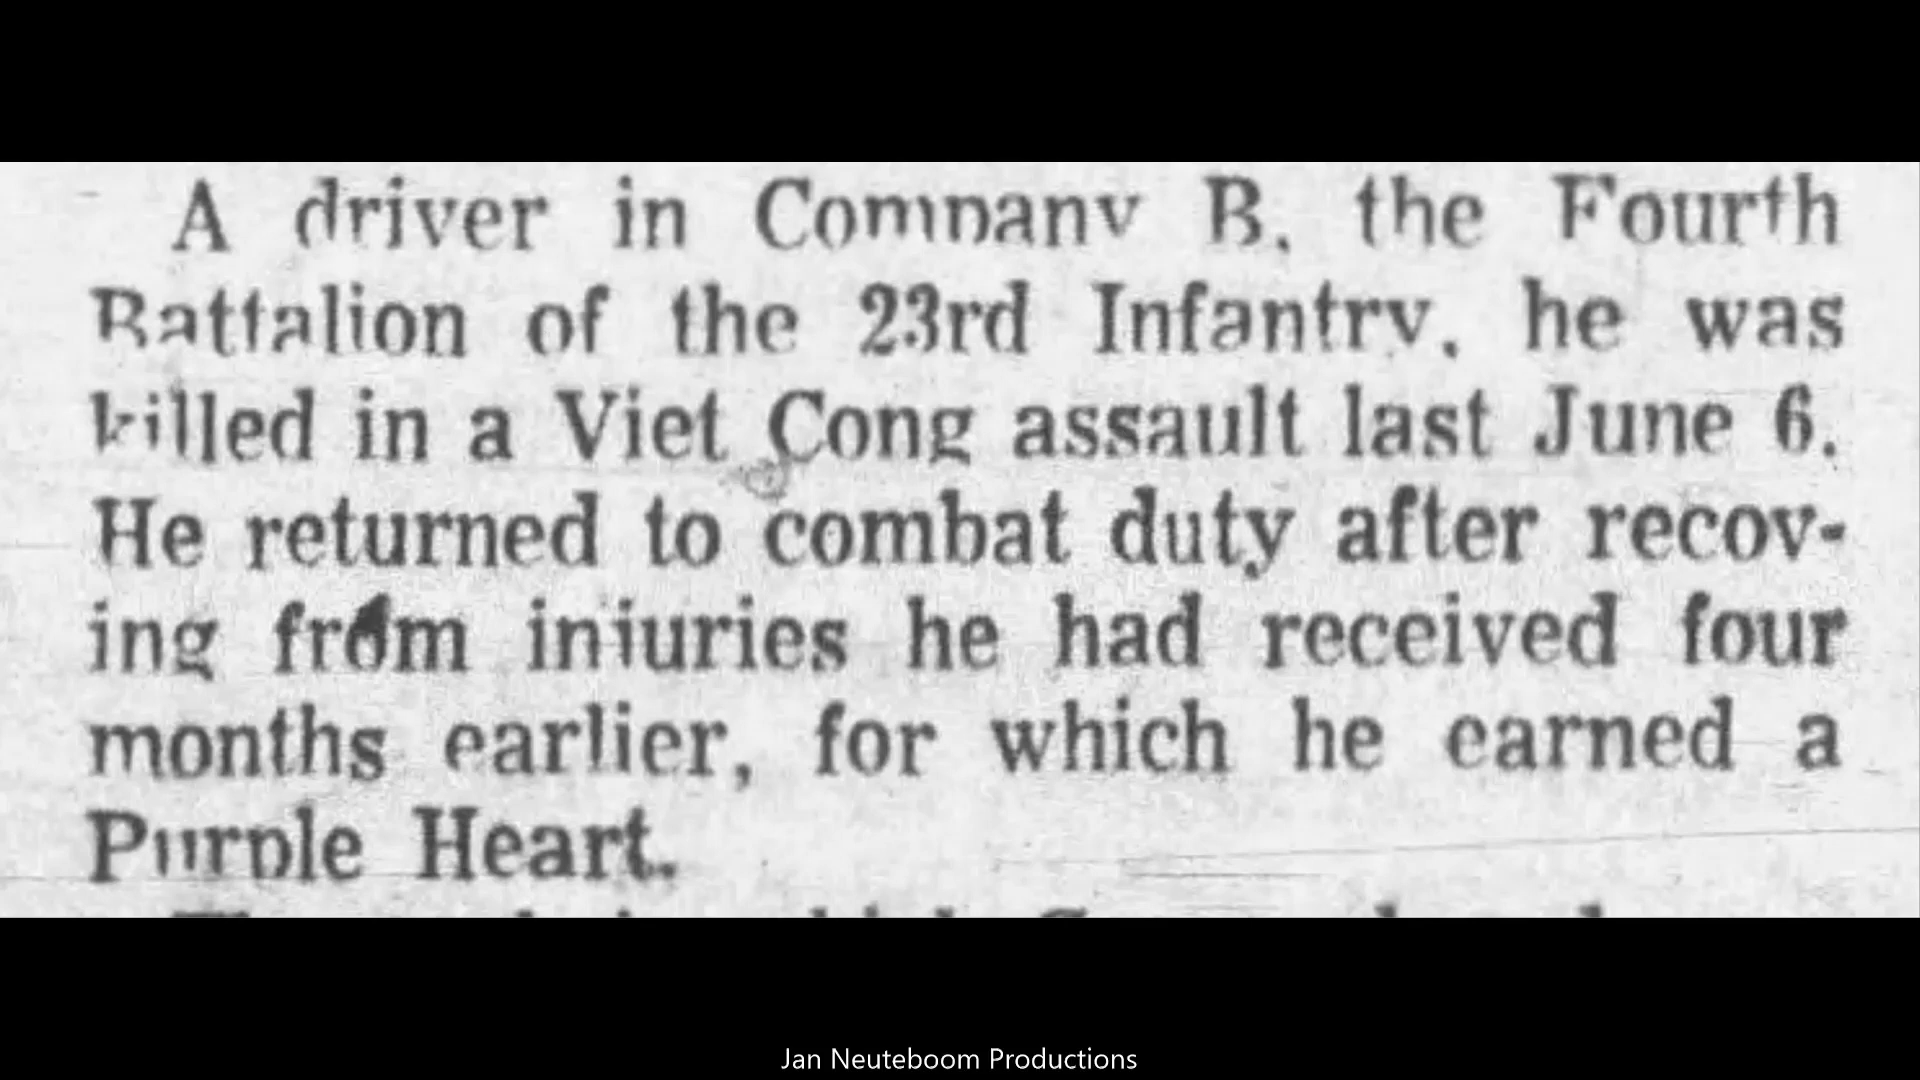 A driver in Company B, the Fourth
Battalion of the 23rd Infantry, he was
killed in a Viet Cong assault last June 6.
He returned to combat duty after recov-
ing from injuries he had received four
months earlier, for which he earned a
Purple Heart.
Jan Neuteboom Productions